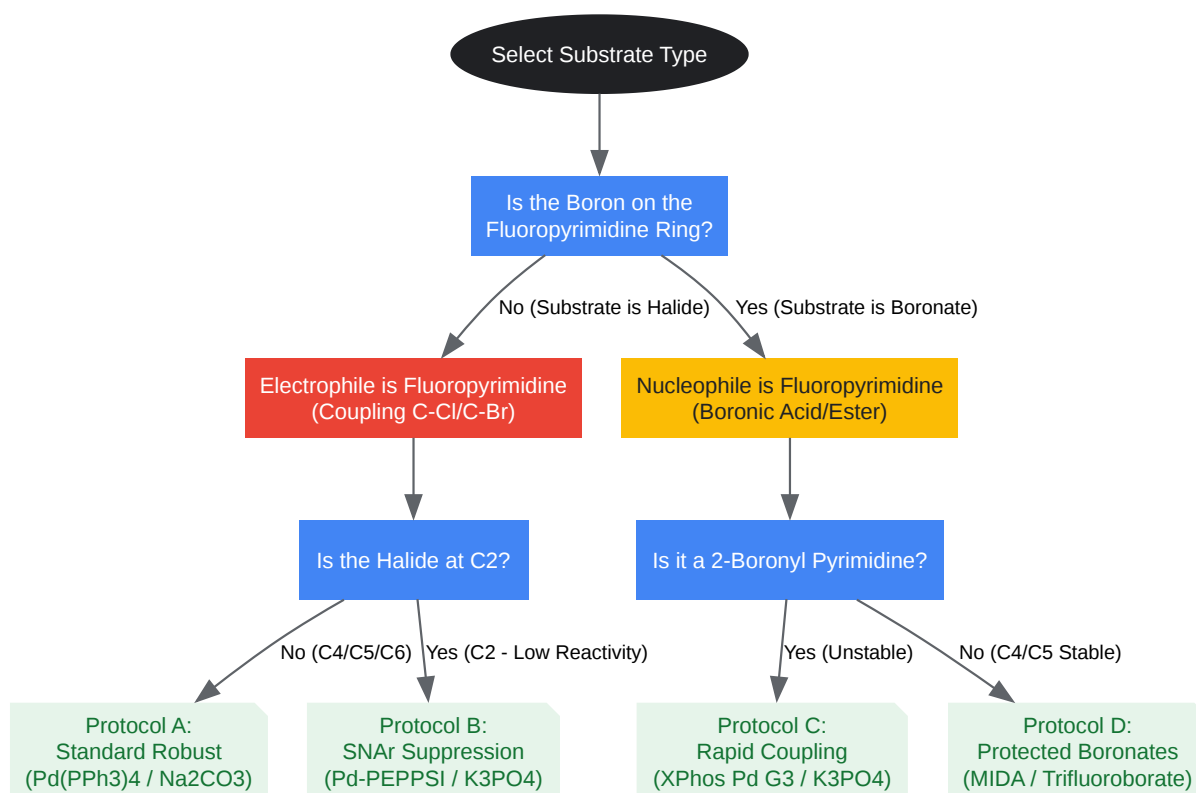 Select Substrate Type
Is the Boron on the
Fluoropyrimidine Ring?
No (Substrate is Halide)
Yes (Substrate is Boronate)
Electrophile is Fluoropyrimidine
(Coupling C-Cl/C-Br)
Nucleophile is Fluoropyrimidine
(Boronic Acid/Ester)
Is the Halide at C2?
Is it a 2-Boronyl Pyrimidine?
No (C4/C5/C6)
Yes (C2 - Low Reactivity)
Yes (Unstable)
No (C4/C5 Stable)
Protocol A:
Standard Robust
(Pd(PPh3)4 / Na2CO3)
Protocol B:
SNAr Suppression
(Pd-PEPPSI / K3PO4)
Protocol C:
Rapid Coupling
(XPhos Pd G3 / K3PO4)
Protocol D:
Protected Boronates
(MIDA / Trifluoroborate)